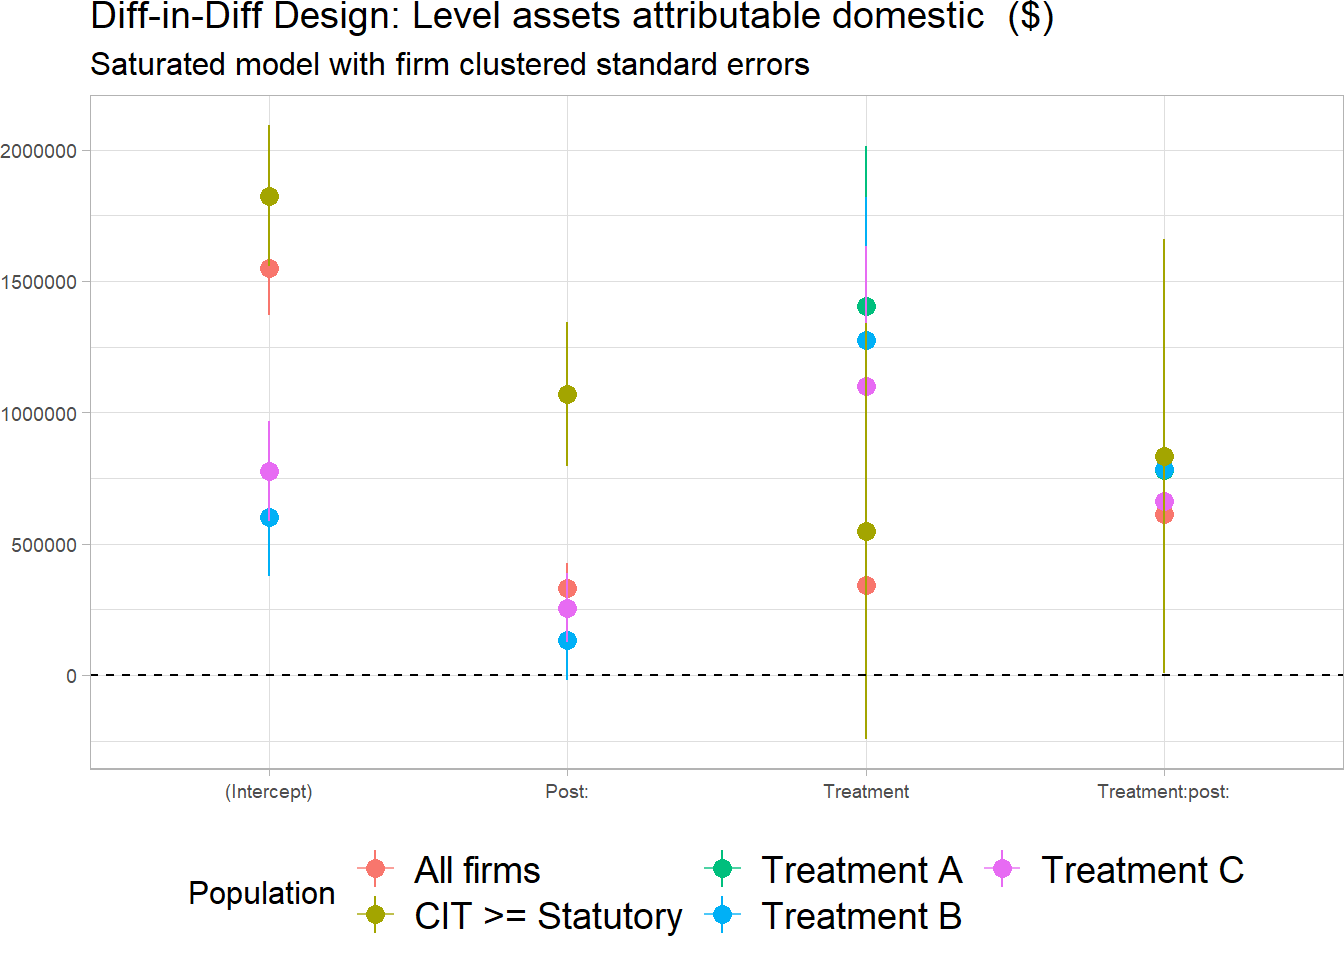 Diff-in-Diff Design: Level assets attributable domestic  ($)
Saturated model with firm clustered standard errors
2000000
1500000
1000000
500000
0
(Intercept) Post: Treatment Treatment:post:
Population
All firms Treatment A Treatment C
CIT >= Statutory Treatment B